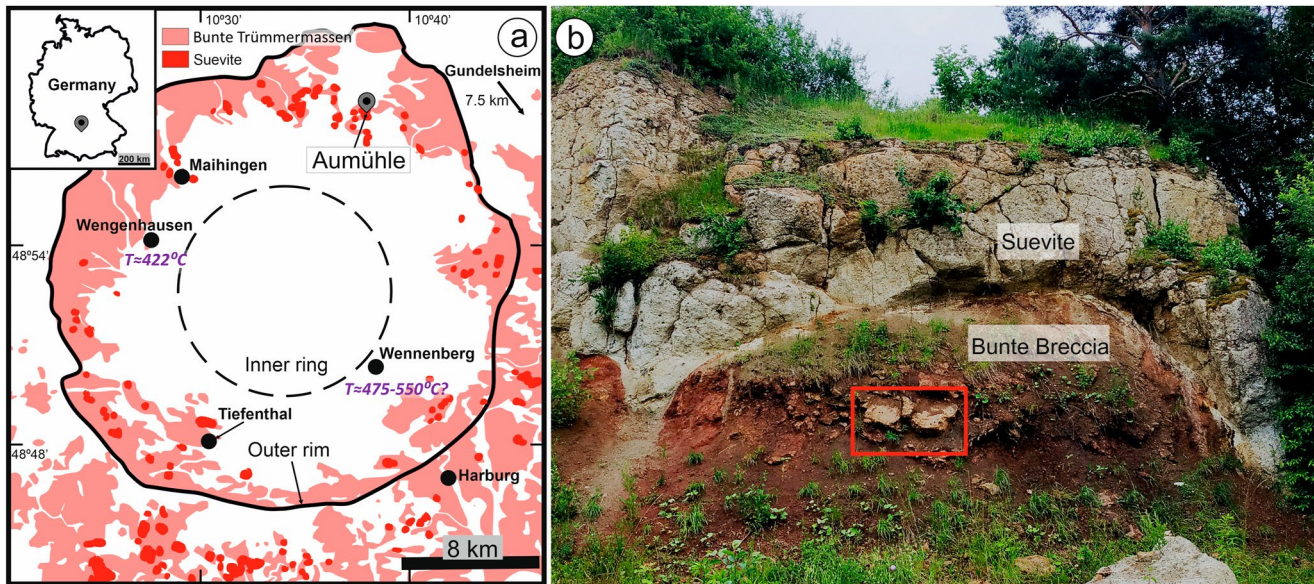 10°30'
10°40'
a
Germany
200 km
Bunte Trümmermassen
Suevite
Gundelsheim
7.5 km
Aumühle
Maihingen
Wengenhausen
48°54'
T≈422°C
Inner ring
Wennenberg
T≈475-550°C?
Tiefenthal
48°48'
Outer rim
Harburg
8 km
b
Suevite
Bunte Breccia